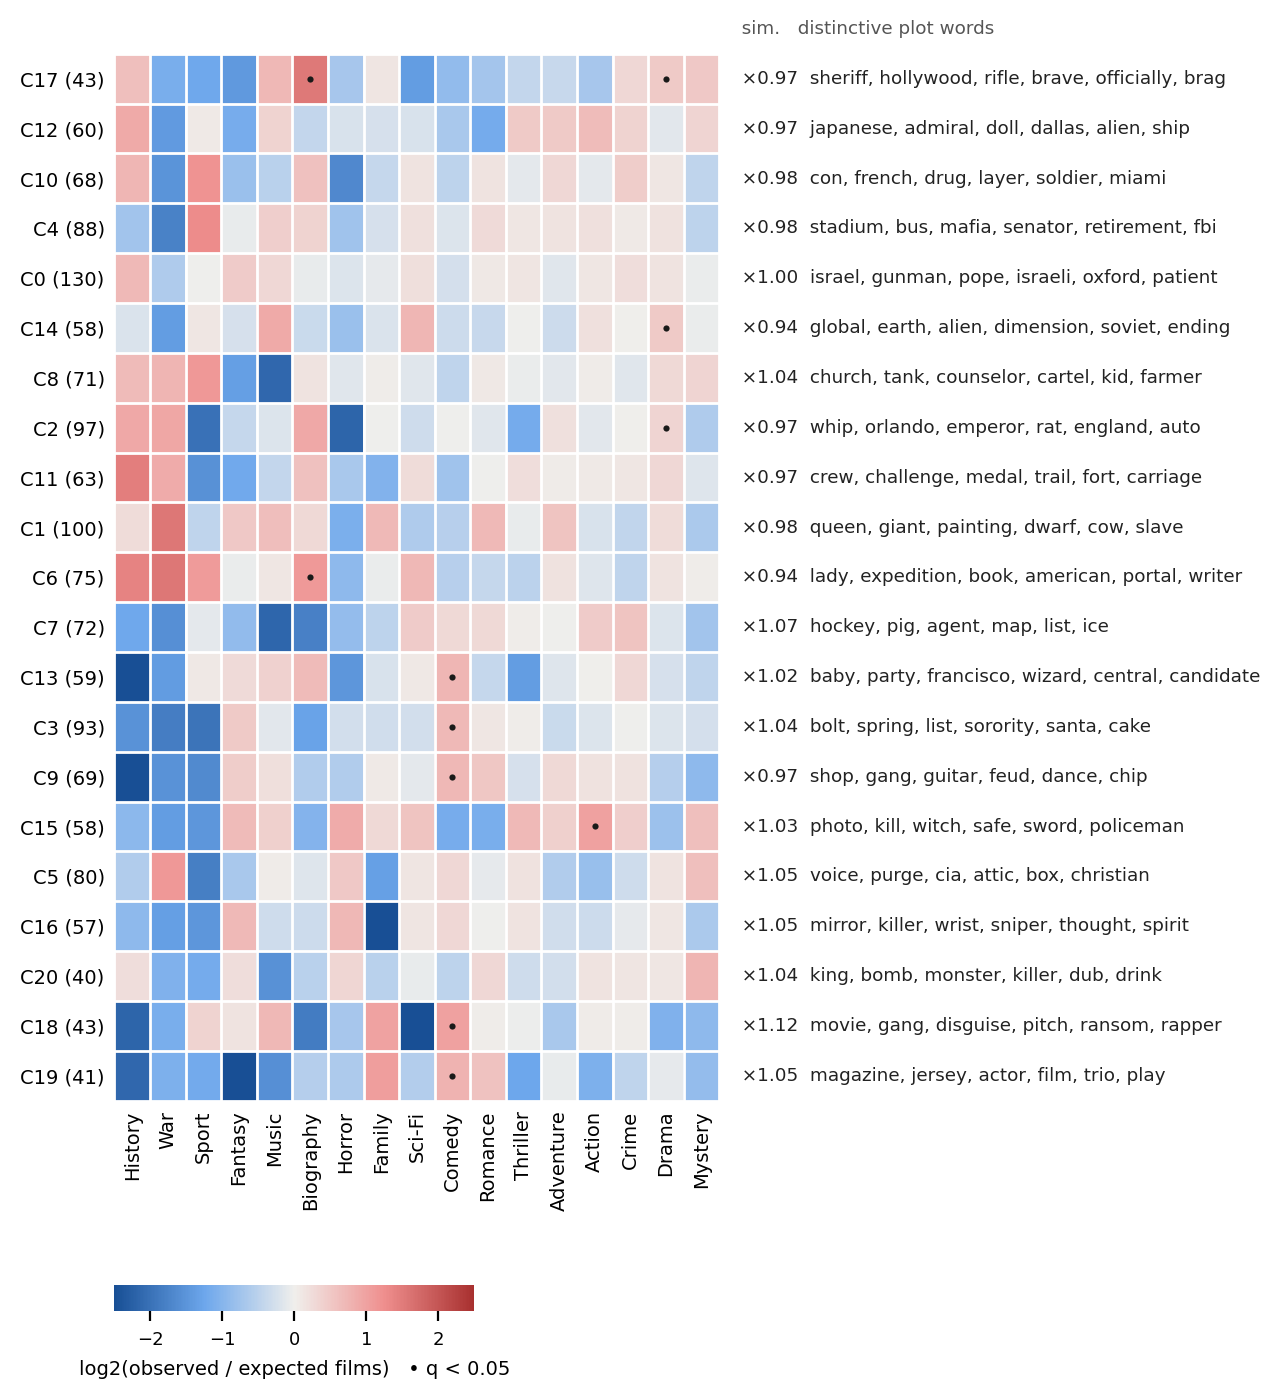 sim. distinctive plot words
C17 (43) ×0.97 sheriff, hollywood, rifle, brave, officially, brag
C12 (60) ×0.97 japanese, admiral, doll, dallas, alien, ship
C10 (68) ×0.98 con, french, drug, layer, soldier, miami
C4 (88) ×0.98 stadium, bus, mafia, senator, retirement, fbi
C0 (130) ×1.00 israel, gunman, pope, israeli, oxford, patient
C14 (58) ×0.94 global, earth, alien, dimension, soviet, ending
C8 (71) ×1.04 church, tank, counselor, cartel, kid, farmer
C2 (97) ×0.97 whip, orlando, emperor, rat, england, auto
C11 (63) ×0.97 crew, challenge, medal, trail, fort, carriage
C1 (100) ×0.98 queen, giant, painting, dwarf, cow, slave
C6 (75) ×0.94 lady, expedition, book, american, portal, writer
C7 (72) ×1.07 hockey, pig, agent, map, list, ice
C13 (59) ×1.02 baby, party, francisco, wizard, central, candidate
C3 (93) ×1.04 bolt, spring, list, sorority, santa, cake
C9 (69) ×0.97 shop, gang, guitar, feud, dance, chip
C15 (58) ×1.03 photo, kill, witch, safe, sword, policeman
C5 (80) ×1.05 voice, purge, cia, attic, box, christian
C16 (57) ×1.05 mirror, killer, wrist, sniper, thought, spirit
C20 (40) ×1.04 king, bomb, monster, killer, dub, drink
C18 (43) ×1.12 movie, gang, disguise, pitch, ransom, rapper
C19 (41) ×1.05 magazine, jersey, actor, film, trio, play
History War Sport Fantasy Music Biography Horror Family Sci-Fi Comedy Romance Thriller Adventure Action Crime Drama Mystery
−2 −1 0 1 2
log2(observed / expected films) • q < 0.05